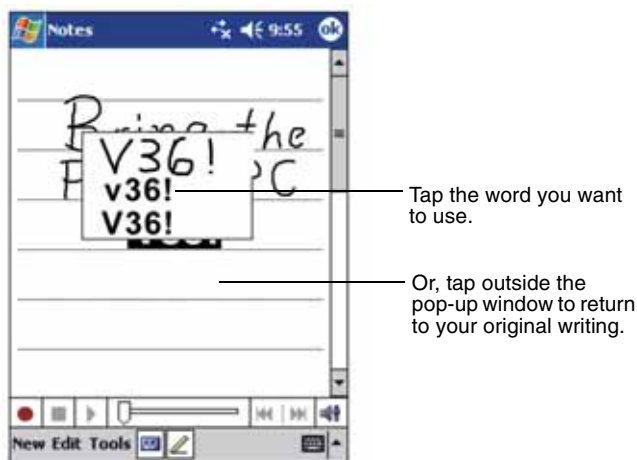 Notes 9:55 ok
Bring the
V36!
PC
v36!
V36!
Tap the word you want
to use.
Or, tap outside the
pop-up window to return
to your original writing.
New Edit Tools